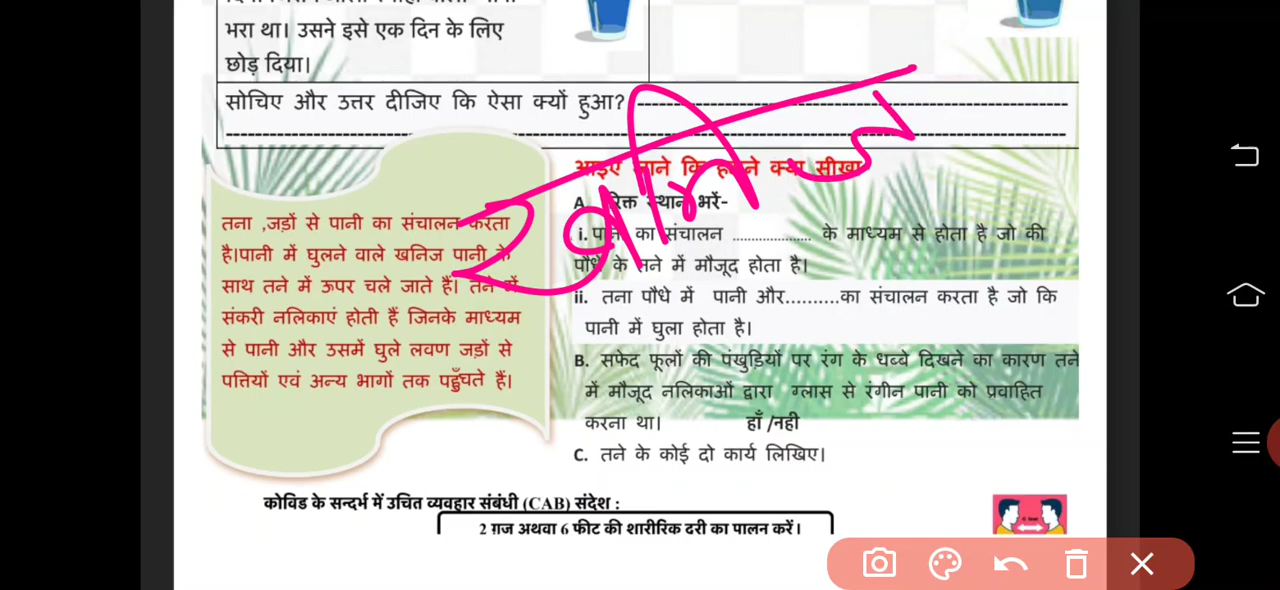 भरा था। उसने इसे एक दिन के लिए
छोड़ दिया।
सोचिए और उत्तर दीजिए कि ऐसा क्यों हुआ?
तना ,जड़ों से पानी का संचालन करता
है।पानी में घुलने वाले खनिज पानी के
साथ तने में ऊपर चले जाते हैं। तने में
संकरी नलिकाएं होती हैं जिनके माध्यम
से पानी और उसमें घुले लवण जड़ों से
पत्तियों एवं अन्य भागों तक पहुँचते हैं।
आइए जाने कि हमने क्या सीखा
A. रिक्त स्थान भरें-
i. पानी का संचालन .................... के माध्यम से होता है जो की
पौधे के तने में मौजूद होता है।
ii. तना पौधे में पानी और..........का संचालन करता है जो कि
पानी में घुला होता है।
B. सफेद फूलों की पंखुड़ियों पर रंग के धब्बे दिखने का कारण तने
में मौजूद नलिकाओं द्वारा ग्लास से रंगीन पानी को प्रवाहित
करना था। हाँ /नही
C. तने के कोई दो कार्य लिखिए।
कोविड के सन्दर्भ में उचित व्यवहार संबंधी (CAB) संदेश :
2 ग़ज अथवा 6 फीट की शारीरिक दूरी का पालन करें।